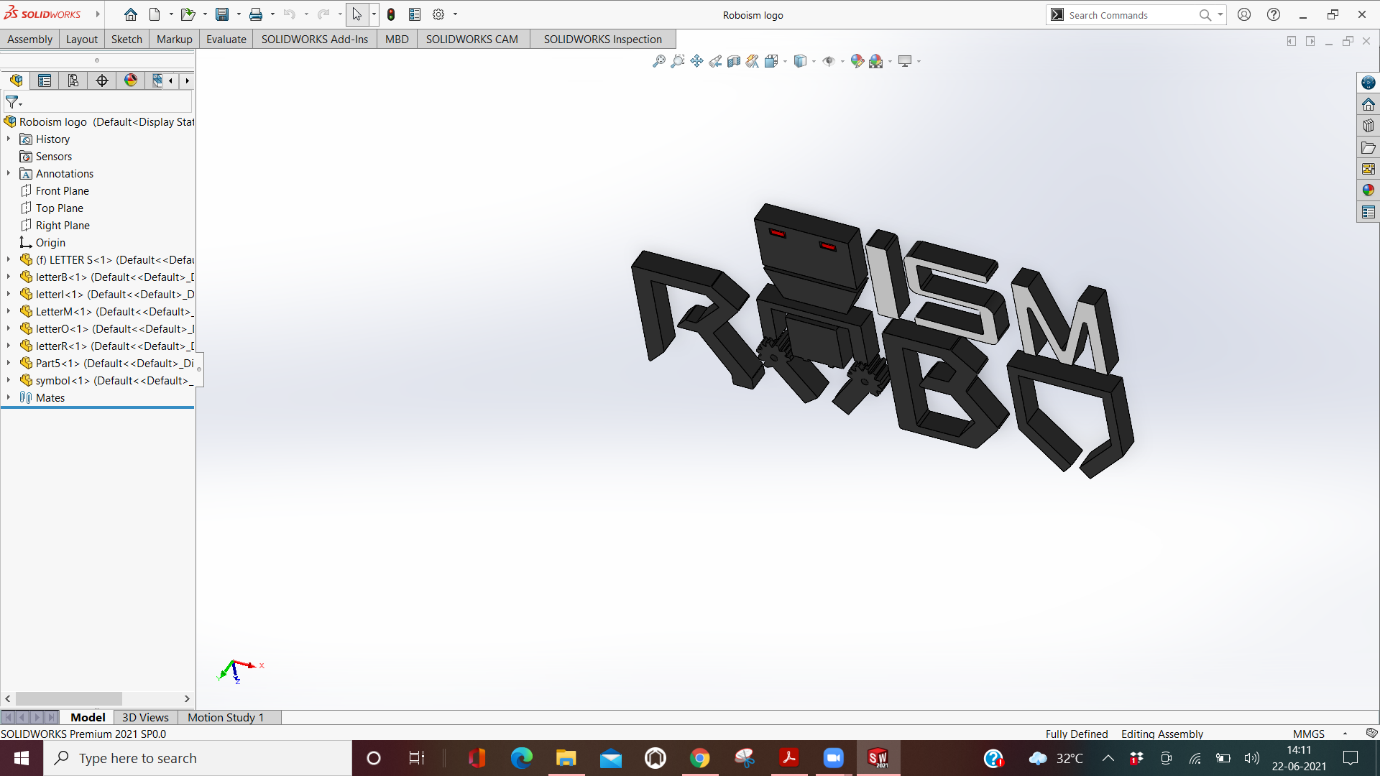 SOLIDWORKS
Roboism logo
Search Commands
Assembly Layout Sketch Markup Evaluate SOLIDWORKS Add-Ins MBD SOLIDWORKS CAM SOLIDWORKS Inspection
Roboism logo (Default<Display Stat
History
Sensors
Annotations
Front Plane
Top Plane
Right Plane
Origin
(f) LETTER S<1> (Default<<Defau
letterB<1> (Default<<Default>_D
letterI<1> (Default<<Default>_D
LetterM<1> (Default<<Default>_
letterO<1> (Default<<Default>_
letterR<1> (Default<<Default>_D
Part5<1> (Default<<Default>_Di
symbol<1> (Default<<Default>_
Mates
ISM
R BO
X
Y
Z
Model 3D Views Motion Study 1
SOLIDWORKS Premium 2021 SP0.0
Fully Defined Editing Assembly MMGS
Type here to search
SW
2021
32°C
14:11
22-06-2021